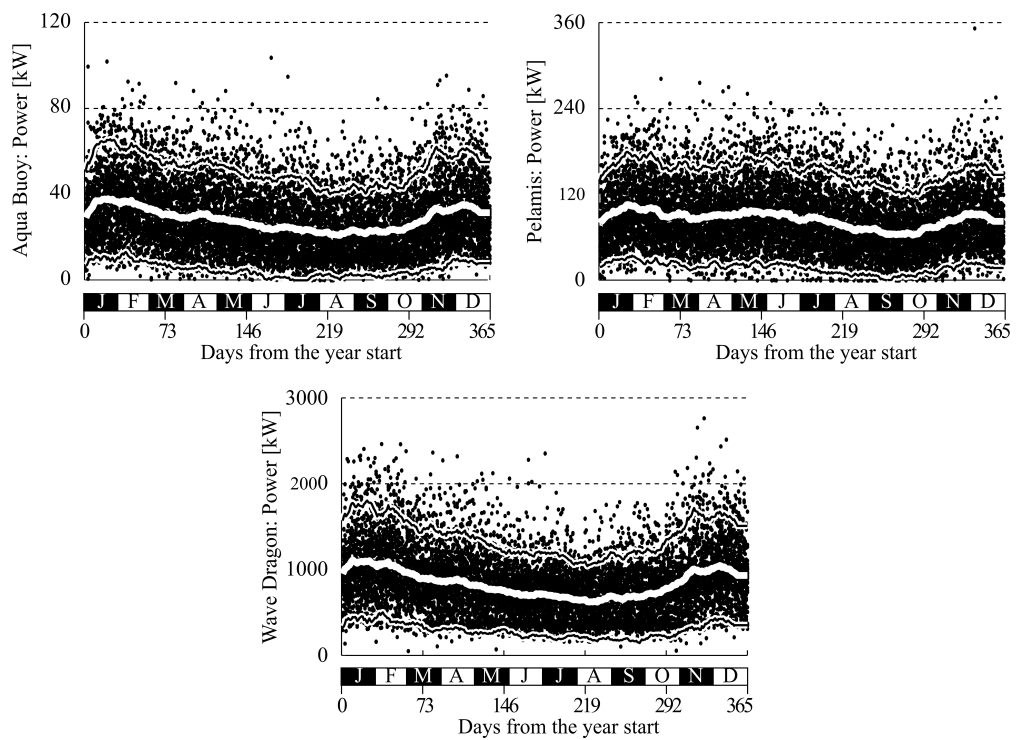 Aqua Buoy: Power [kW]
120
80
40
0
J F M A M J J A S O N D
0 73 146 219 292 365
Days from the year start
Pelamis: Power [kW]
360
240
120
0
J F M A M J J A S O N D
0 73 146 219 292 365
Days from the year start
Wave Dragon: Power [kW]
3000
2000
1000
0
J F M A M J J A S O N D
0 73 146 219 292 365
Days from the year start